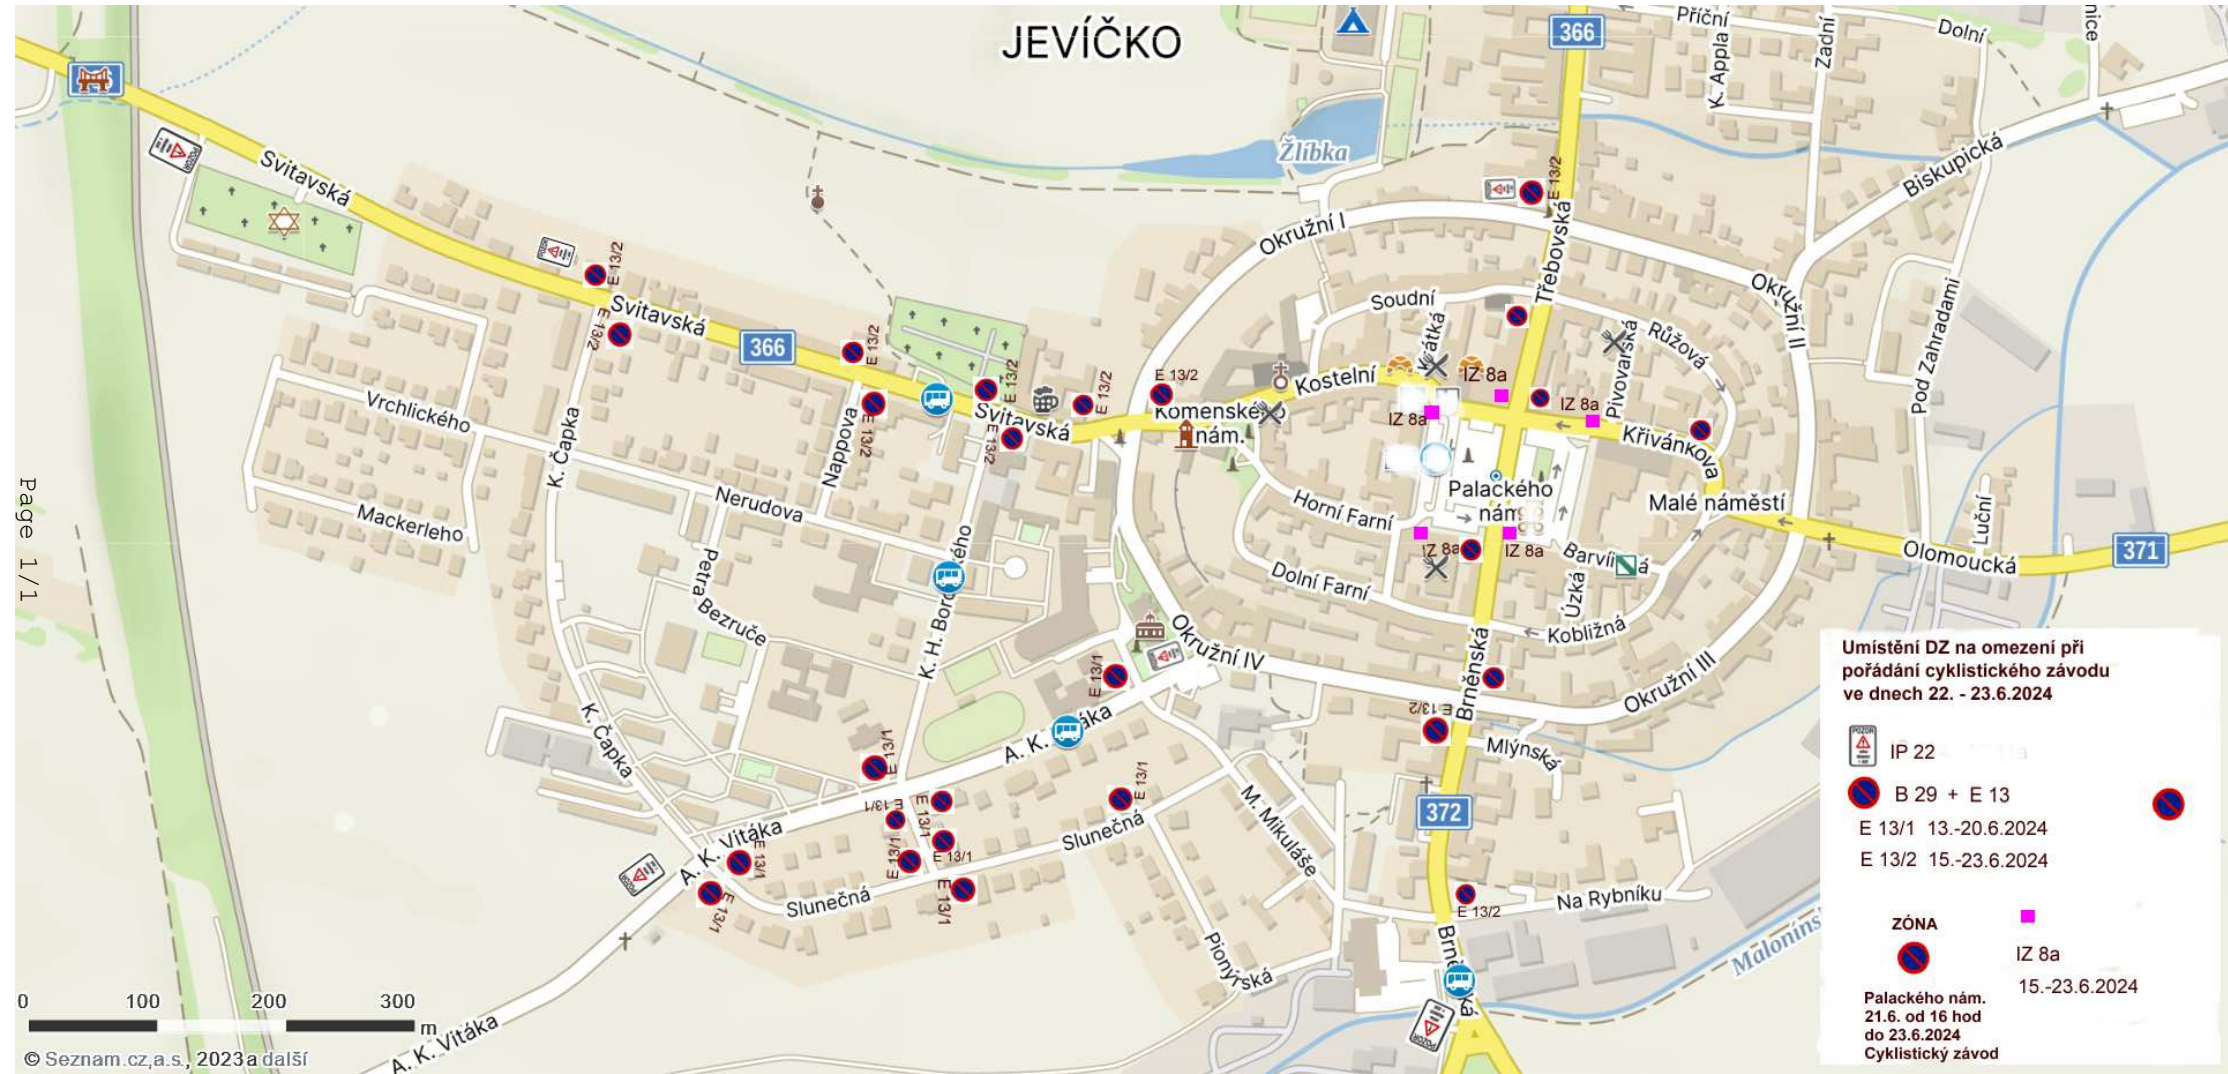 JEVÍČKO
366
Příční
K. Appla
Zadní
Dolní
nice
Svitavská
Žlíbka
Biskupická
Okružní I
E 13/2
Třebovská
Okružní II
Pod Zahradami
E 13/2
E 13/2
Svitavská
366
E 13/2
E 13/2
Nappova
E 13/2
E 13/2
Svitavská
E 13/2
E 13/2
Komenského
nám.
Soudní
Kostelní
IZ 8a
IZ 8a
IZ 8a
Pivovarská
Růžová
Křivánkova
Malé náměstí
Palackého
nám
Horní Farní
IZ 8a
IZ 8a
Dolní Farní
Úzká
Kobližná
Olomoucká
371
Luční
Vrchlického
K. Čapka
Mackerleho
Nerudova
Petra Bezruče
Okružní IV
Okružní III
Brněnská
E 13/2
Mlýnská
372
E 13/1
E 13/1
K. Čapka
A. K. Vitáka
E 13/1
E 13/1
E 13/1
E 13/1
E 13/1
E 13/1
E 13/1
E 13/1
Slunečná
Slunečná
M. Mikuláše
Pionýrská
Na Rybníku
E 13/2
A. K. Vitáka
Page 1/1
Umístění DZ na omezení při
pořádání cyklistického závodu
ve dnech 22. - 23.6.2024
POZOR
IP 22
B 29 + E 13
E 13/1 13.-20.6.2024
E 13/2 15.-23.6.2024
ZÓNA
IZ 8a
15.-23.6.2024
Palackého nám.
21.6. od 16 hod
do 23.6.2024
Cyklistický závod
0 100 200 300
m
© Seznam.cz,a.s., 2023 a další